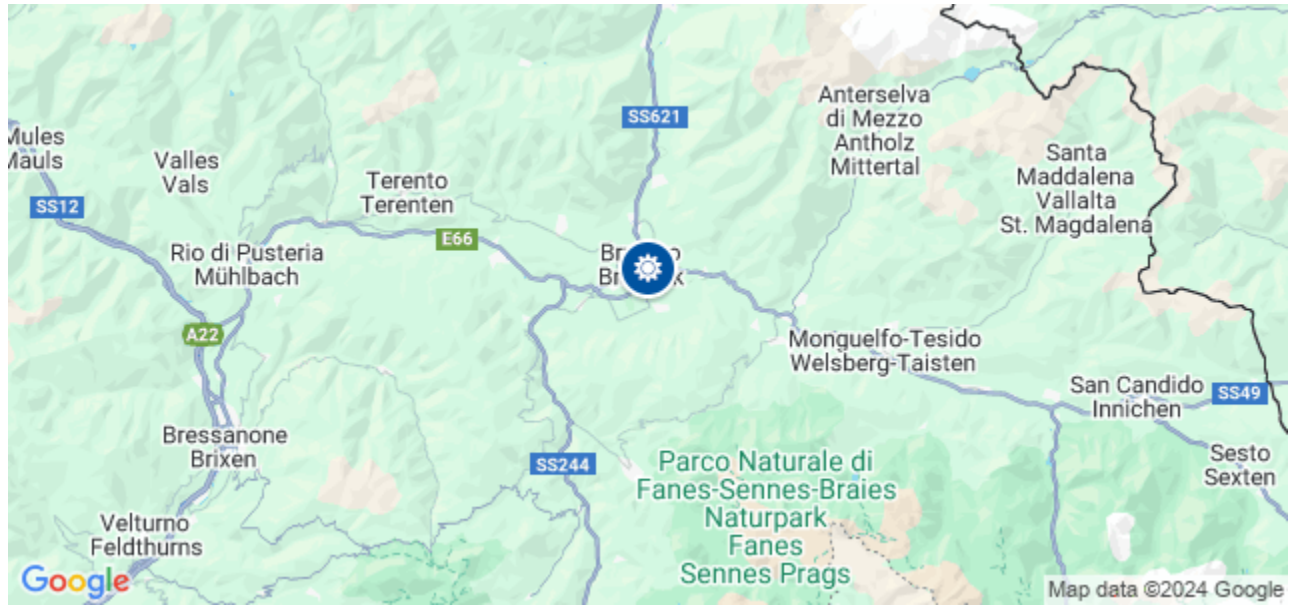 SS621
Anterselva
di Mezzo
Antholz
Mittertal
Mules
Mauls
Valles
Vals
Santa
Maddalena
Vallalta
St. Magdalena
Terento
Terenten
SS12
E66
Rio di Pusteria
Mühlbach
A22
Monguelfo-Tesido
Welsberg-Taisten
San Candido
Innichen
SS49
Bressanone
Brixen
SS244
Parco Naturale di
Fanes-Sennes-Braies
Naturpark
Fanes
Sennes Prags
Sesto
Sexten
Velturno
Feldthurns
Google
Map data ©2024 Google